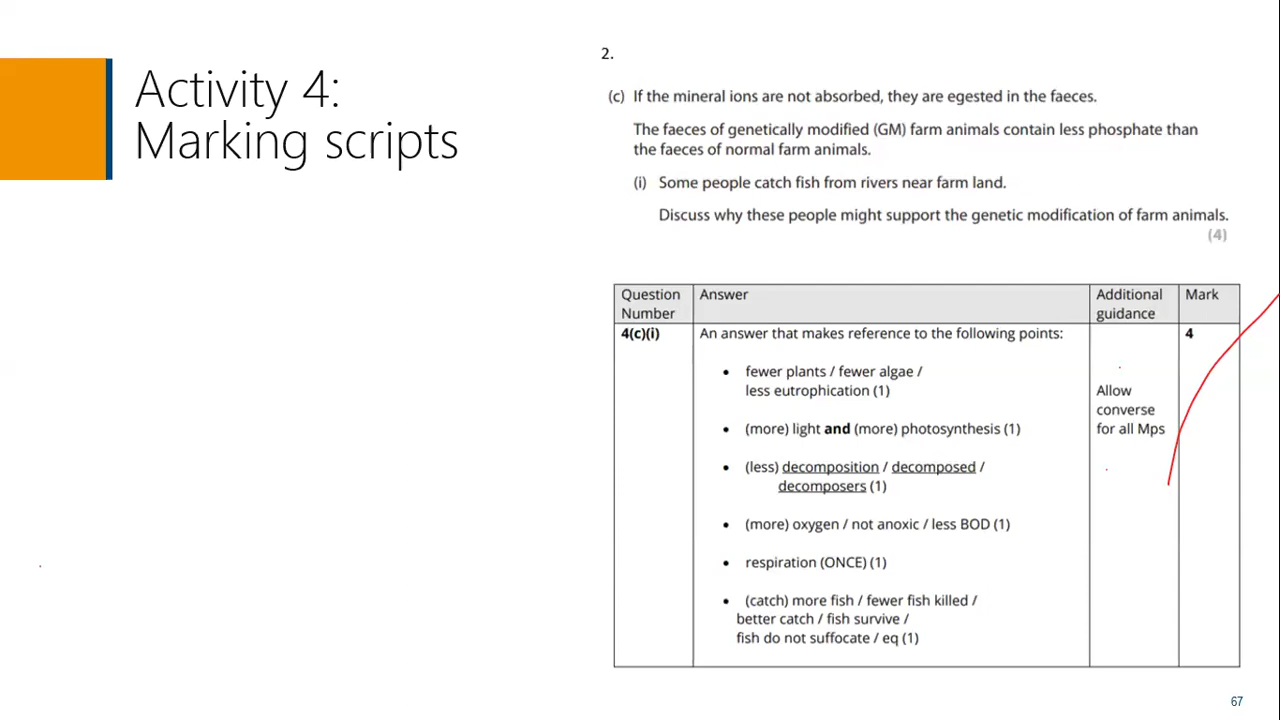 Activity 4:
Marking scripts
2.
(c) If the mineral ions are not absorbed, they are egested in the faeces.
The faeces of genetically modified (GM) farm animals contain less phosphate than
the faeces of normal farm animals.
(i) Some people catch fish from rivers near farm land.
Discuss why these people might support the genetic modification of farm animals.
(4)
Question Number Answer Additional guidance Mark
4(c)(i) An answer that makes reference to the following points: 4
• fewer plants / fewer algae /
less eutrophication (1)
Allow
converse
for all Mps
• (more) light and (more) photosynthesis (1)
• (less) decomposition / decomposed /
decomposers (1)
• (more) oxygen / not anoxic / less BOD (1)
• respiration (ONCE) (1)
• (catch) more fish / fewer fish killed /
better catch / fish survive /
fish do not suffocate / eq (1)
67